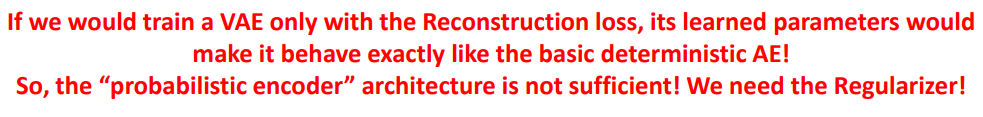 If we would train a VAE only with the Reconstruction loss, its learned parameters would
make it behave exactly like the basic deterministic AE!
So, the “probabilistic encoder” architecture is not sufficient! We need the Regularizer!